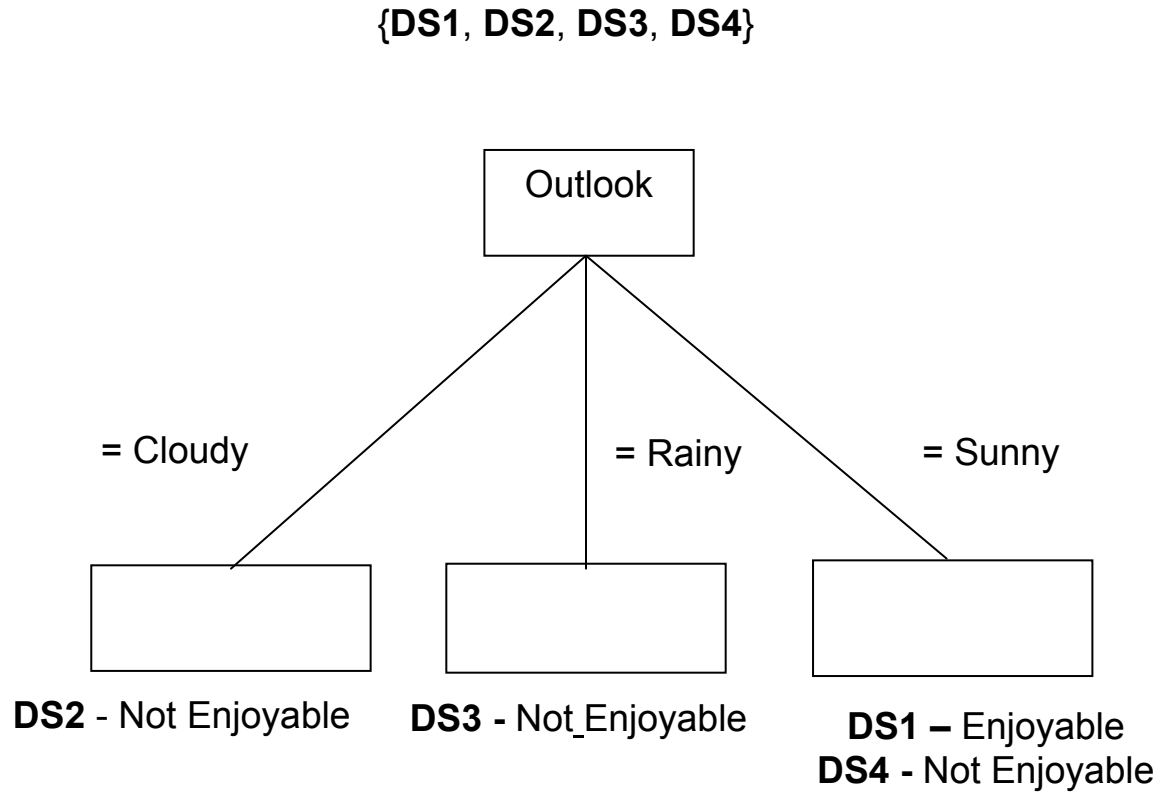 {DS1, DS2, DS3, DS4}
Outlook
= Cloudy
= Rainy
= Sunny
DS2 - Not Enjoyable
DS3 - Not Enjoyable
DS1 – Enjoyable
DS4 - Not Enjoyable